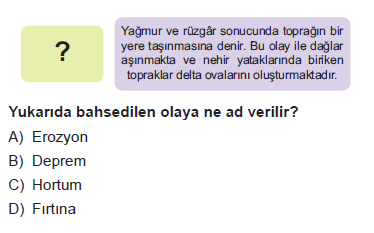 ?
Yağmur ve rüzgâr sonucunda toprağın bir
yere taşınmasına denir. Bu olay ile dağlar
aşınmakta ve nehir yataklarında biriken
topraklar delta ovalarını oluşturmaktadır.
Yukarıda bahsedilen olaya ne ad verilir?
A) Erozyon
B) Deprem
C) Hortum
D) Fırtına